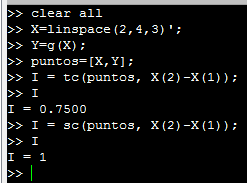 >> clear all
>> X=linspace(2,4,3)';
>> Y=g(X);
>> puntos=[X,Y];
>> I = tc(puntos, X(2)-X(1));
>> I
I = 0.7500
>> I = sc(puntos, X(2)-X(1));
>> I
I = 1
>>